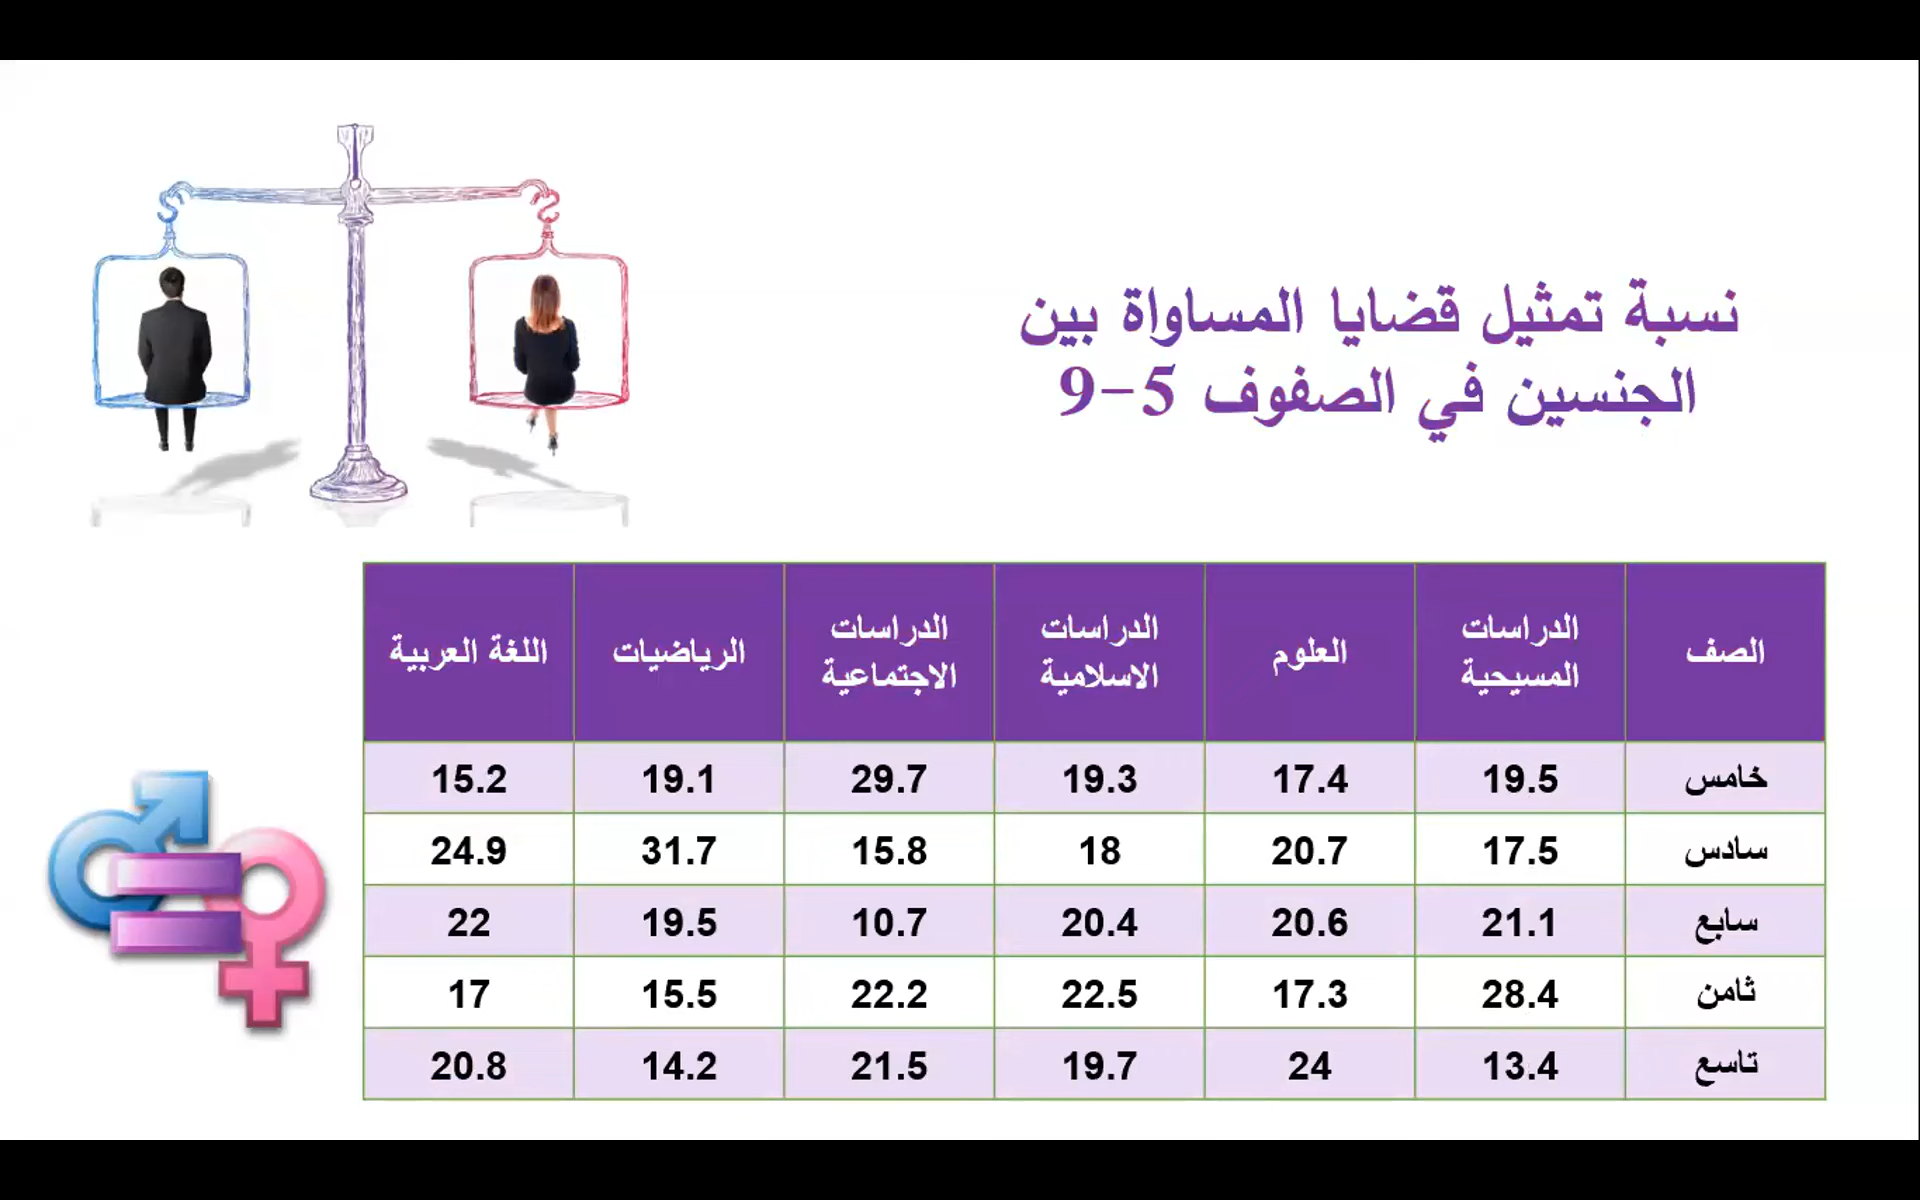 نسبة تمثيل قضايا المساواة بين
الجنسين في الصفوف 5-9
الصف الدراسات المسيحية العلوم الدراسات الاسلامية الدراسات الاجتماعية الرياضيات اللغة العربية
خامس 19.5 17.4 19.3 29.7 19.1 15.2
سادس 17.5 20.7 18 15.8 31.7 24.9
سابع 21.1 20.6 20.4 10.7 19.5 22
ثامن 28.4 17.3 22.5 22.2 15.5 17
تاسع 13.4 24 19.7 21.5 14.2 20.8